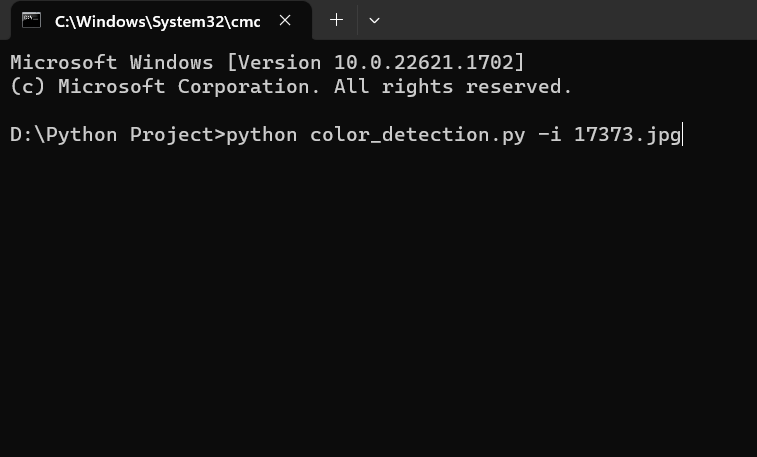 C:\Windows\System32\cmc
Microsoft Windows [Version 10.0.22621.1702]
(c) Microsoft Corporation. All rights reserved.
D:\Python Project>python color_detection.py -i 17373.jpg